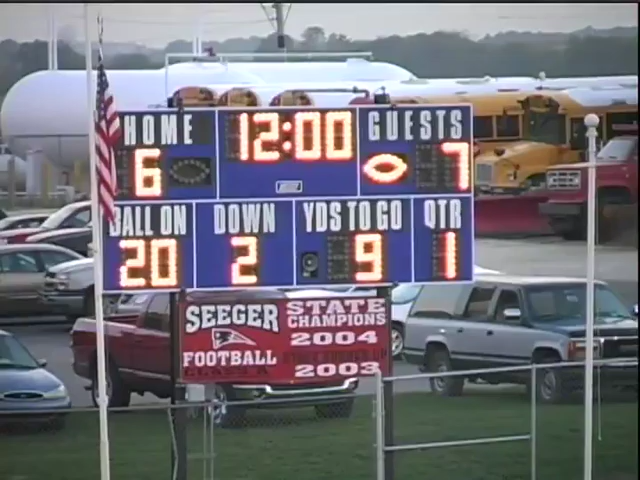 HOME 12:00 GUESTS
6 7
BALL ON DOWN YDS TO GO QTR
20 2 9 1
SEEGER STATE
CHAMPIONS
FOOTBALL 2004
CLASS A
2003